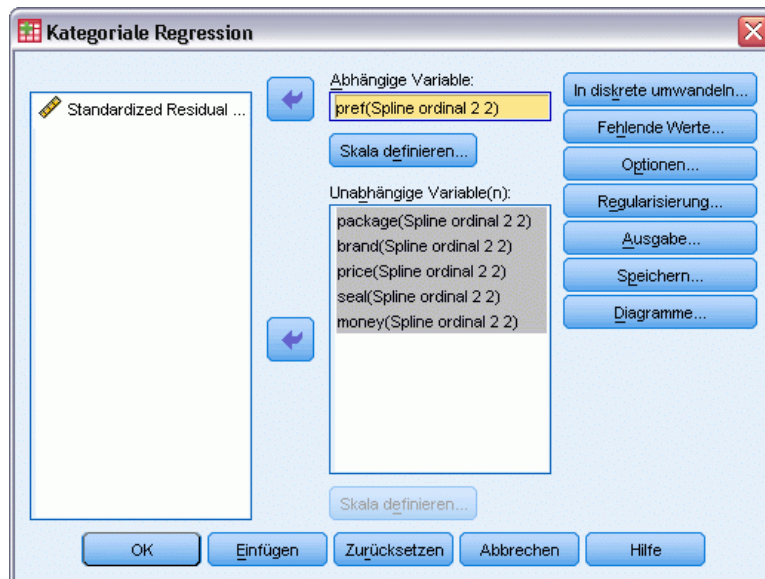 Kategoriale Regression
Standardized Residual ...
Abhängige Variable:
pref(Spline ordinal 2 2)
Skala definieren...
Unabhängige Variable(n):
package(Spline ordinal 2 2)
brand(Spline ordinal 2 2)
price(Spline ordinal 2 2)
seal(Spline ordinal 2 2)
money(Spline ordinal 2 2)
Skala definieren...
In diskrete umwandeln...
Fehlende Werte...
Optionen...
Regularisierung...
Ausgabe...
Speichern...
Diagramme...
OK
Einfügen
Zurücksetzen
Abbrechen
Hilfe